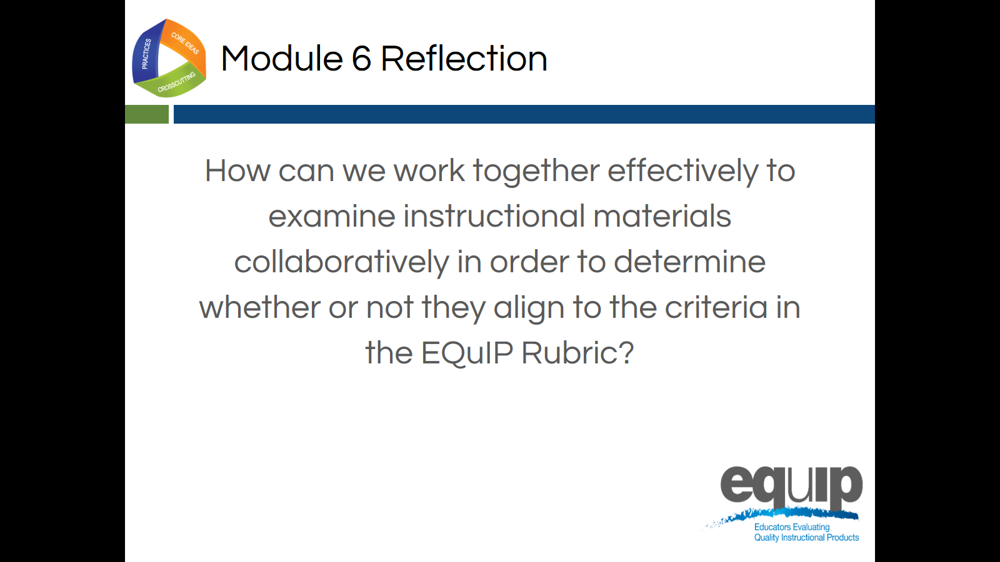 PRACTICES
CORE IDEAS
CROSSCUTTING
Module 6 Reflection
How can we work together effectively to
examine instructional materials
collaboratively in order to determine
whether or not they align to the criteria in
the EQuIP Rubric?
equip
Educators Evaluating
Quality Instructional Products